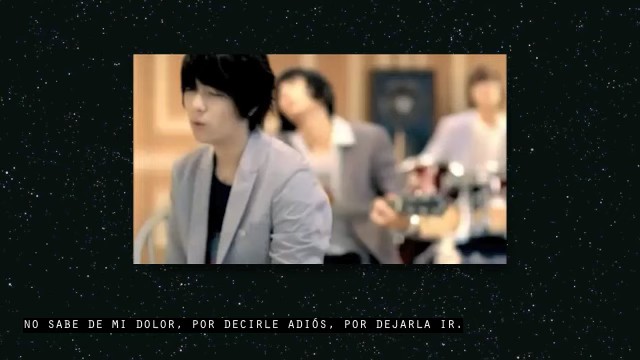 NO SABE DE MI DOLOR, POR DECIRLE ADIÓS, POR DEJARLA IR.